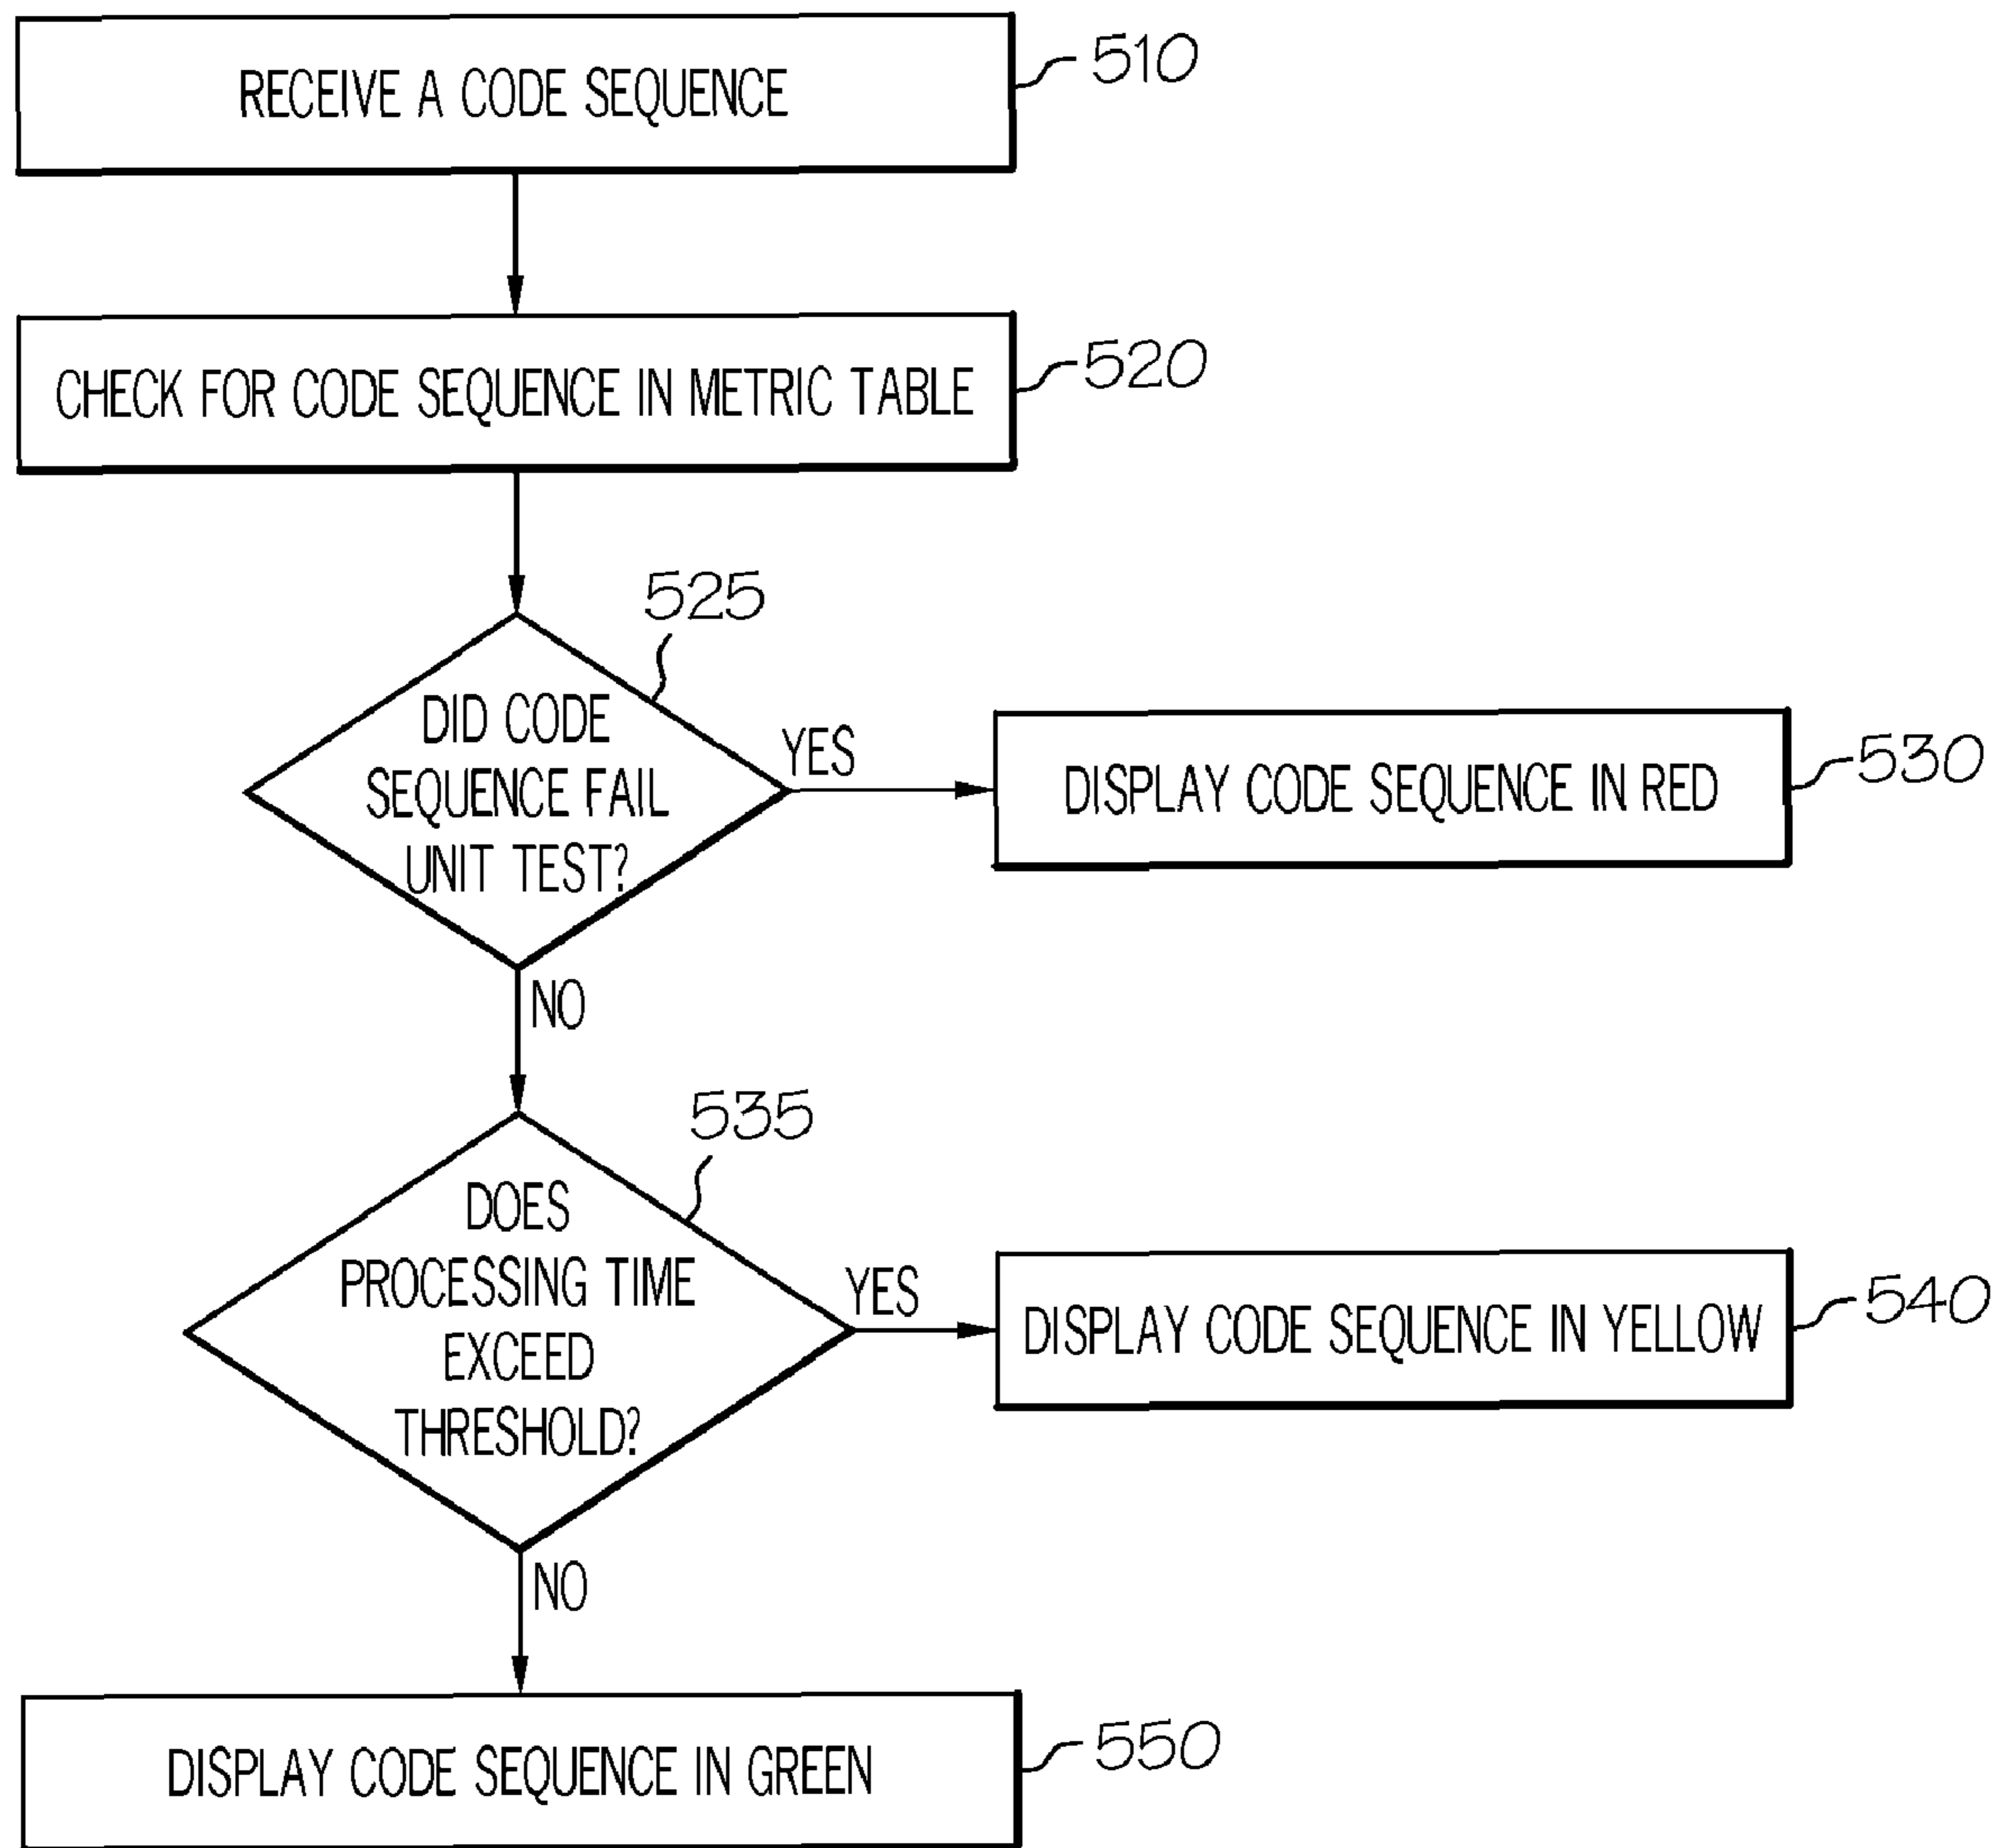 RECEIVE A CODE SEQUENCE
510
CHECK FOR CODE SEQUENCE IN METRIC TABLE
520
525
DID CODE
SEQUENCE FAIL
UNIT TEST?
YES
DISPLAY CODE SEQUENCE IN RED
530
NO
535
DOES
PROCESSING TIME
EXCEED
THRESHOLD?
YES
DISPLAY CODE SEQUENCE IN YELLOW
540
NO
DISPLAY CODE SEQUENCE IN GREEN
550